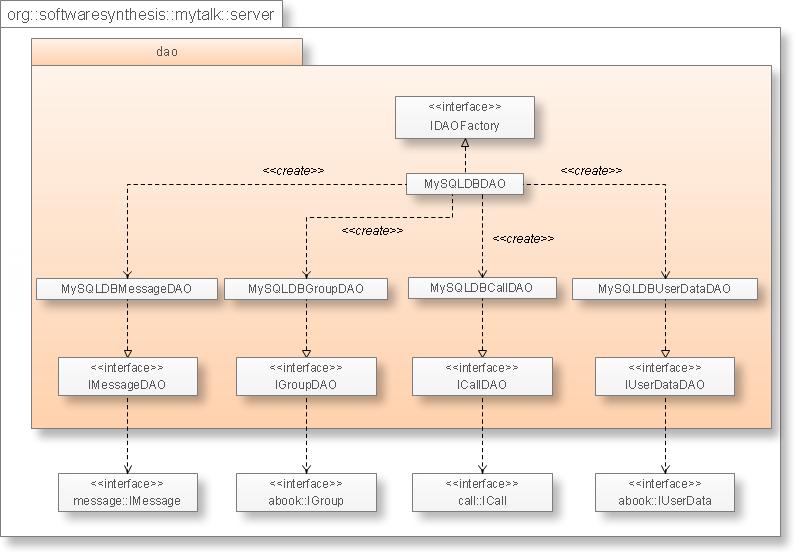 org::softwaresynthesis::mytalk::server
dao
<<interface>>
IDAOFactory
<<create>>
<<create>>
MySQLDBDAO
<<create>>
<<create>>
MySQLDBMessageDAO
MySQLDBGroupDAO
MySQLDBCallDAO
MySQLDBUserDataDAO
<<interface>>
IMessageDAO
<<interface>>
IGroupDAO
<<interface>>
ICallDAO
<<interface>>
IUserDataDAO
<<interface>>
message::IMessage
<<interface>>
abook::IGroup
<<interface>>
call::ICall
<<interface>>
abook::IUserData